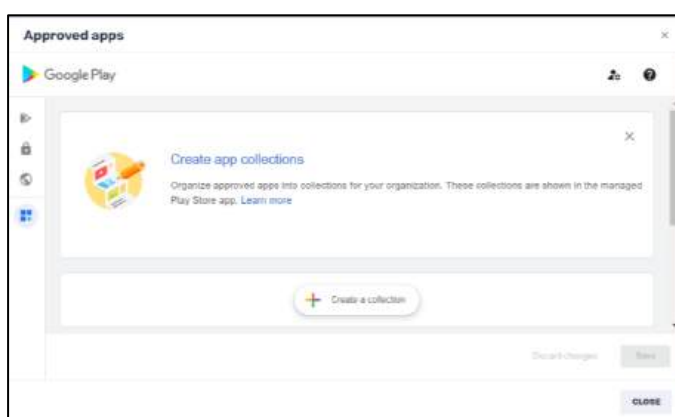 Approved apps
Google Play
Create app collections
Organize approved apps into collections for your organization. These collections are shown in the managed
Play Store app. Learn more
Create a collection
Discard changes
Save
CLOSE